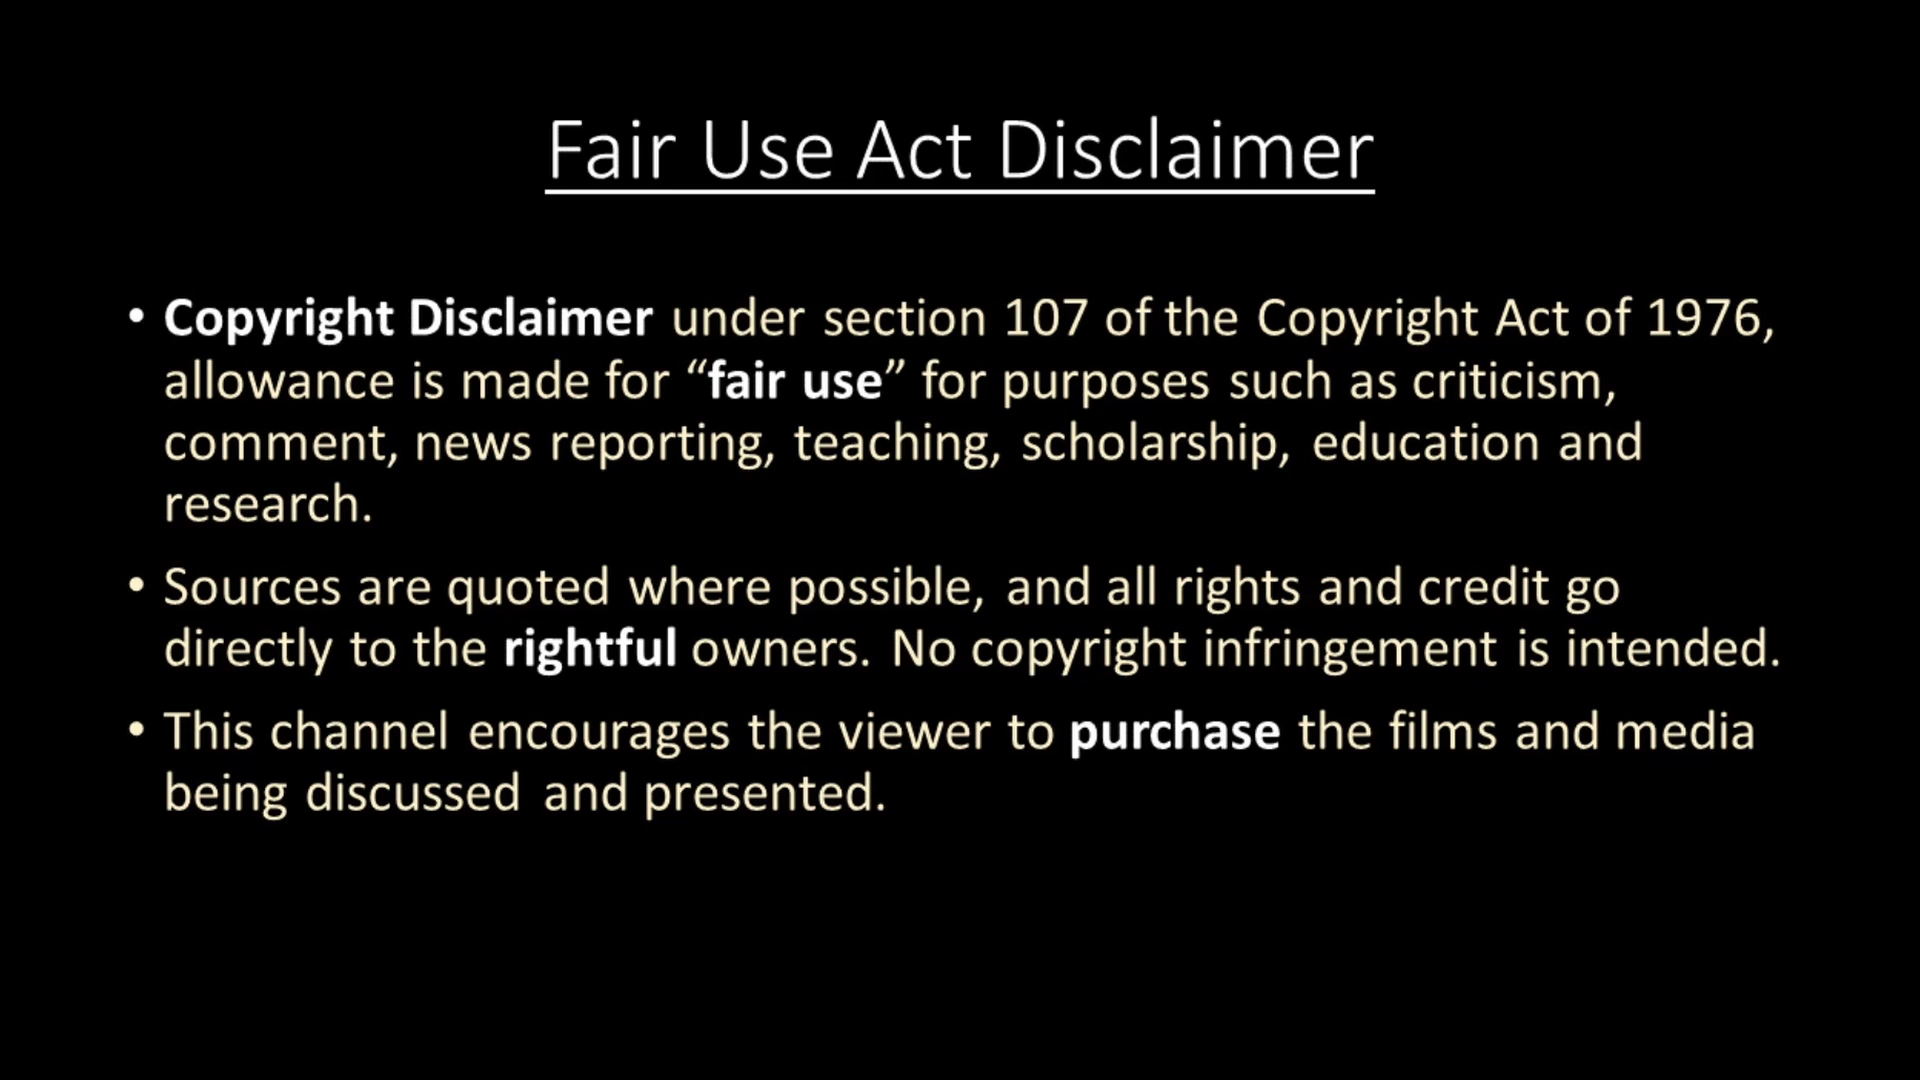 Fair Use Act Disclaimer
• Copyright Disclaimer under section 107 of the Copyright Act of 1976,
allowance is made for “fair use” for purposes such as criticism,
comment, news reporting, teaching, scholarship, education and
research.
• Sources are quoted where possible, and all rights and credit go
directly to the rightful owners. No copyright infringement is intended.
• This channel encourages the viewer to purchase the films and media
being discussed and presented.